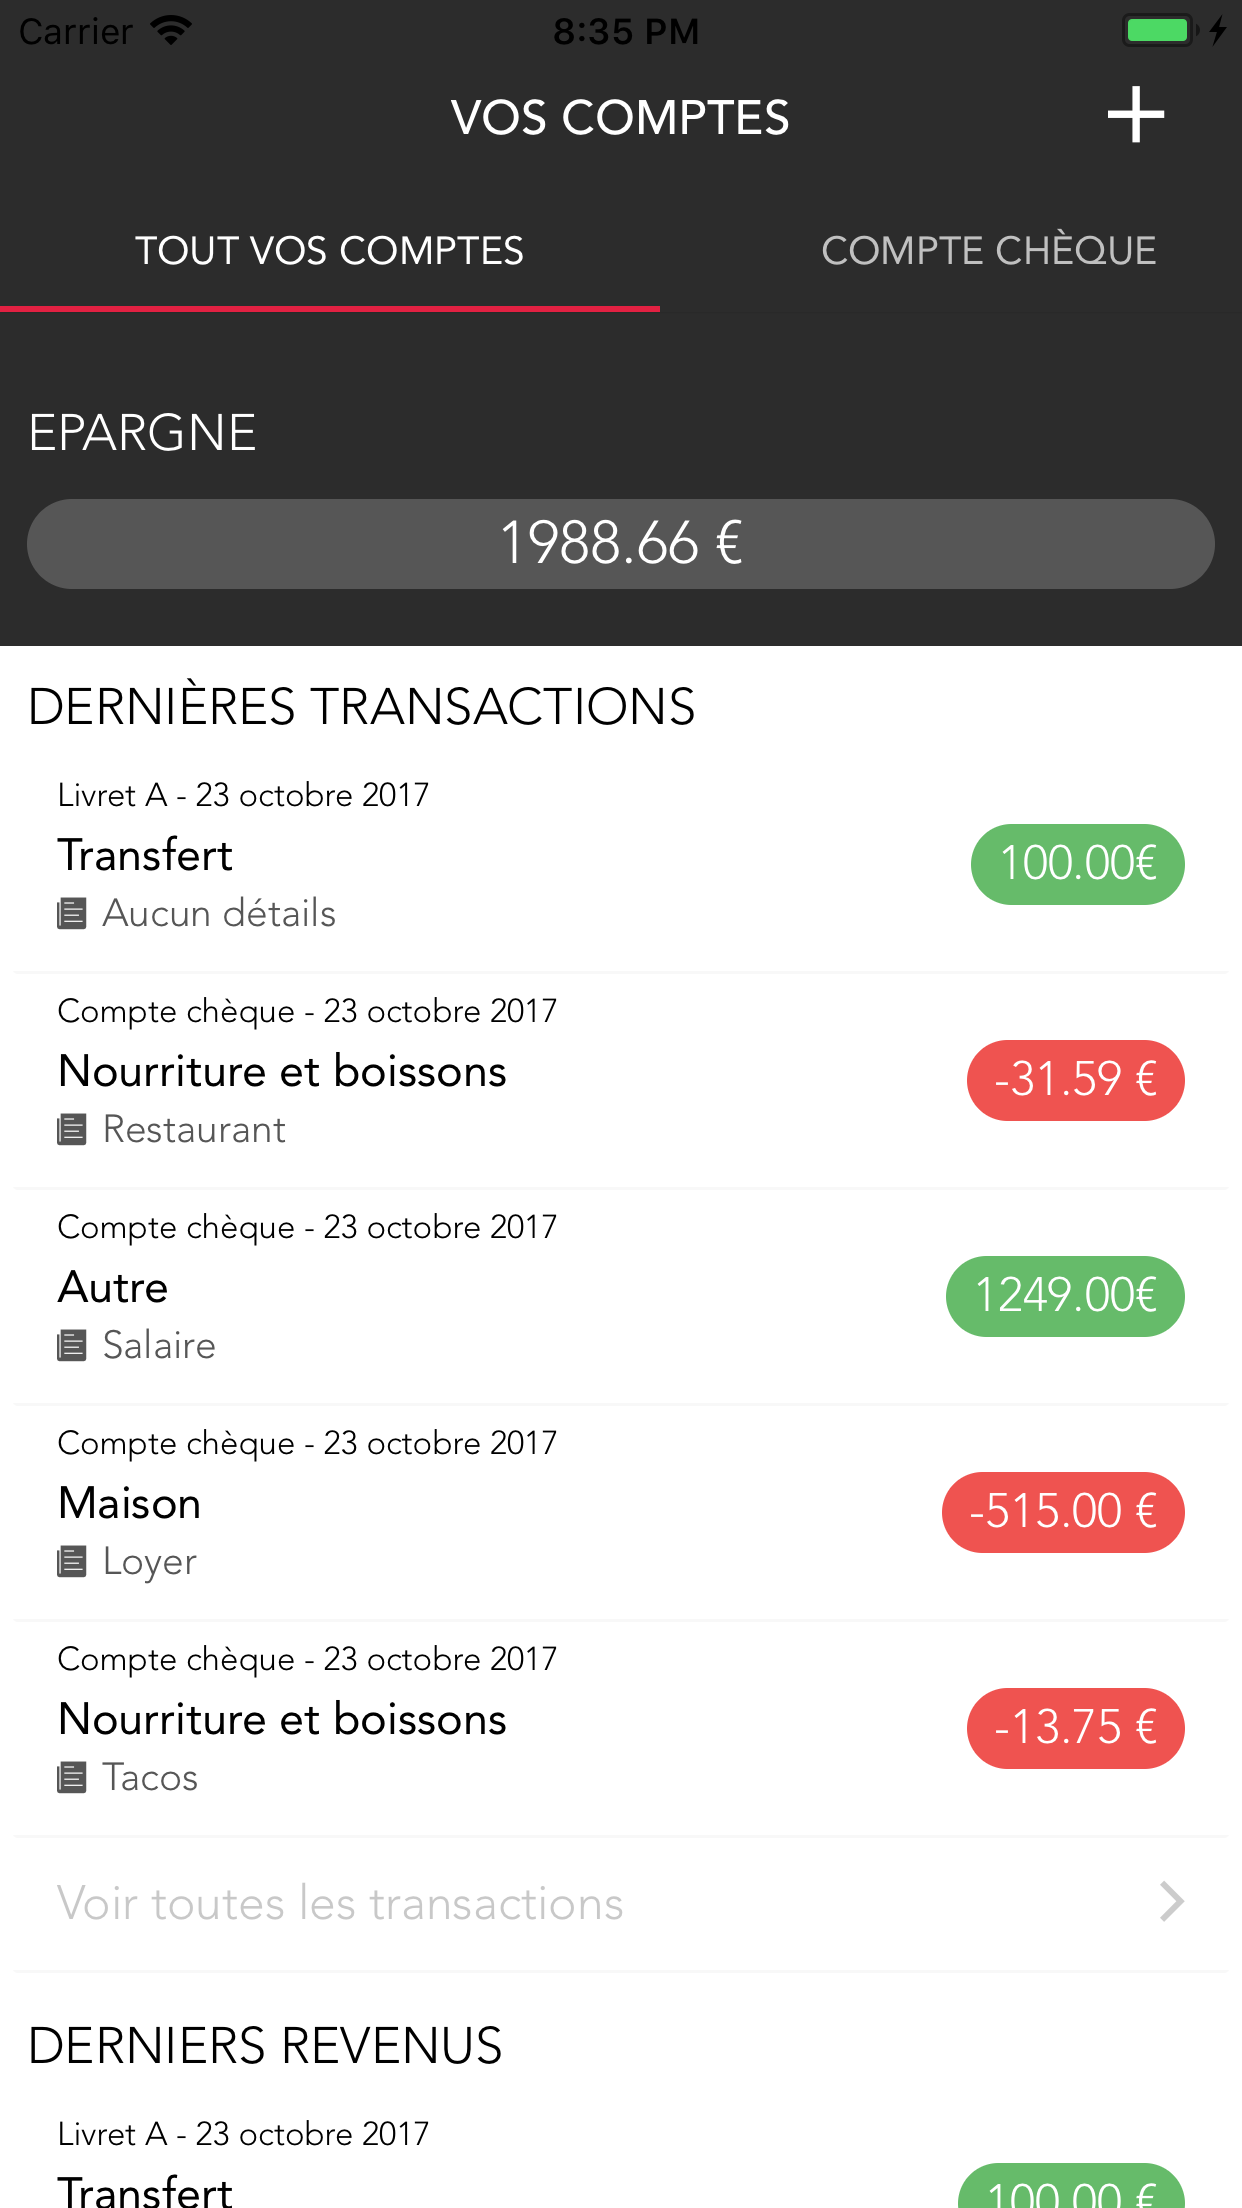 Carrier 8:35 PM
VOS COMPTES
TOUT VOS COMPTES COMPTE CHÈQUE
EPARGNE
1988.66 €
DERNIÈRES TRANSACTIONS
Livret A - 23 octobre 2017
Transfert
100.00€
Aucun détails
Compte chèque - 23 octobre 2017
Nourriture et boissons
-31.59 €
Restaurant
Compte chèque - 23 octobre 2017
Autre
1249.00€
Salaire
Compte chèque - 23 octobre 2017
Maison
-515.00 €
Loyer
Compte chèque - 23 octobre 2017
Nourriture et boissons
-13.75 €
Tacos
Voir toutes les transactions
DERNIERS REVENUS
Livret A - 23 octobre 2017
Transfert
100.00 €